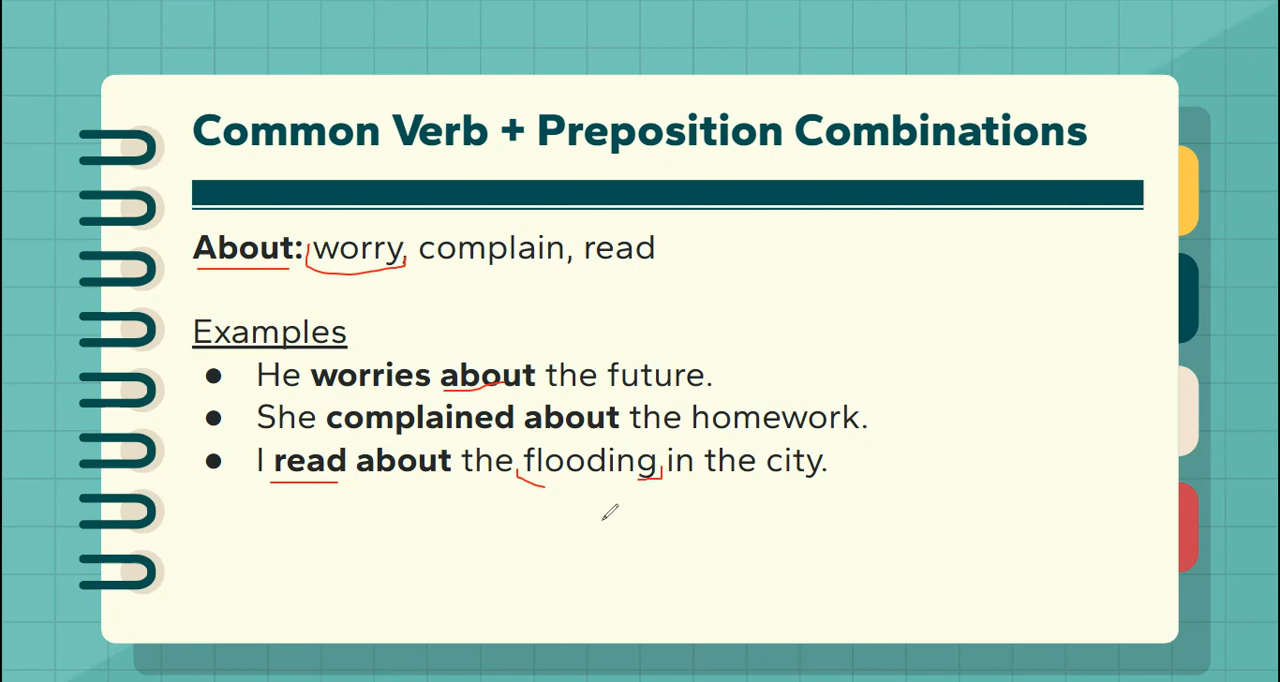 Common Verb + Preposition Combinations
About: worry, complain, read
Examples
● He worries about the future.
● She complained about the homework.
● I read about the flooding in the city.